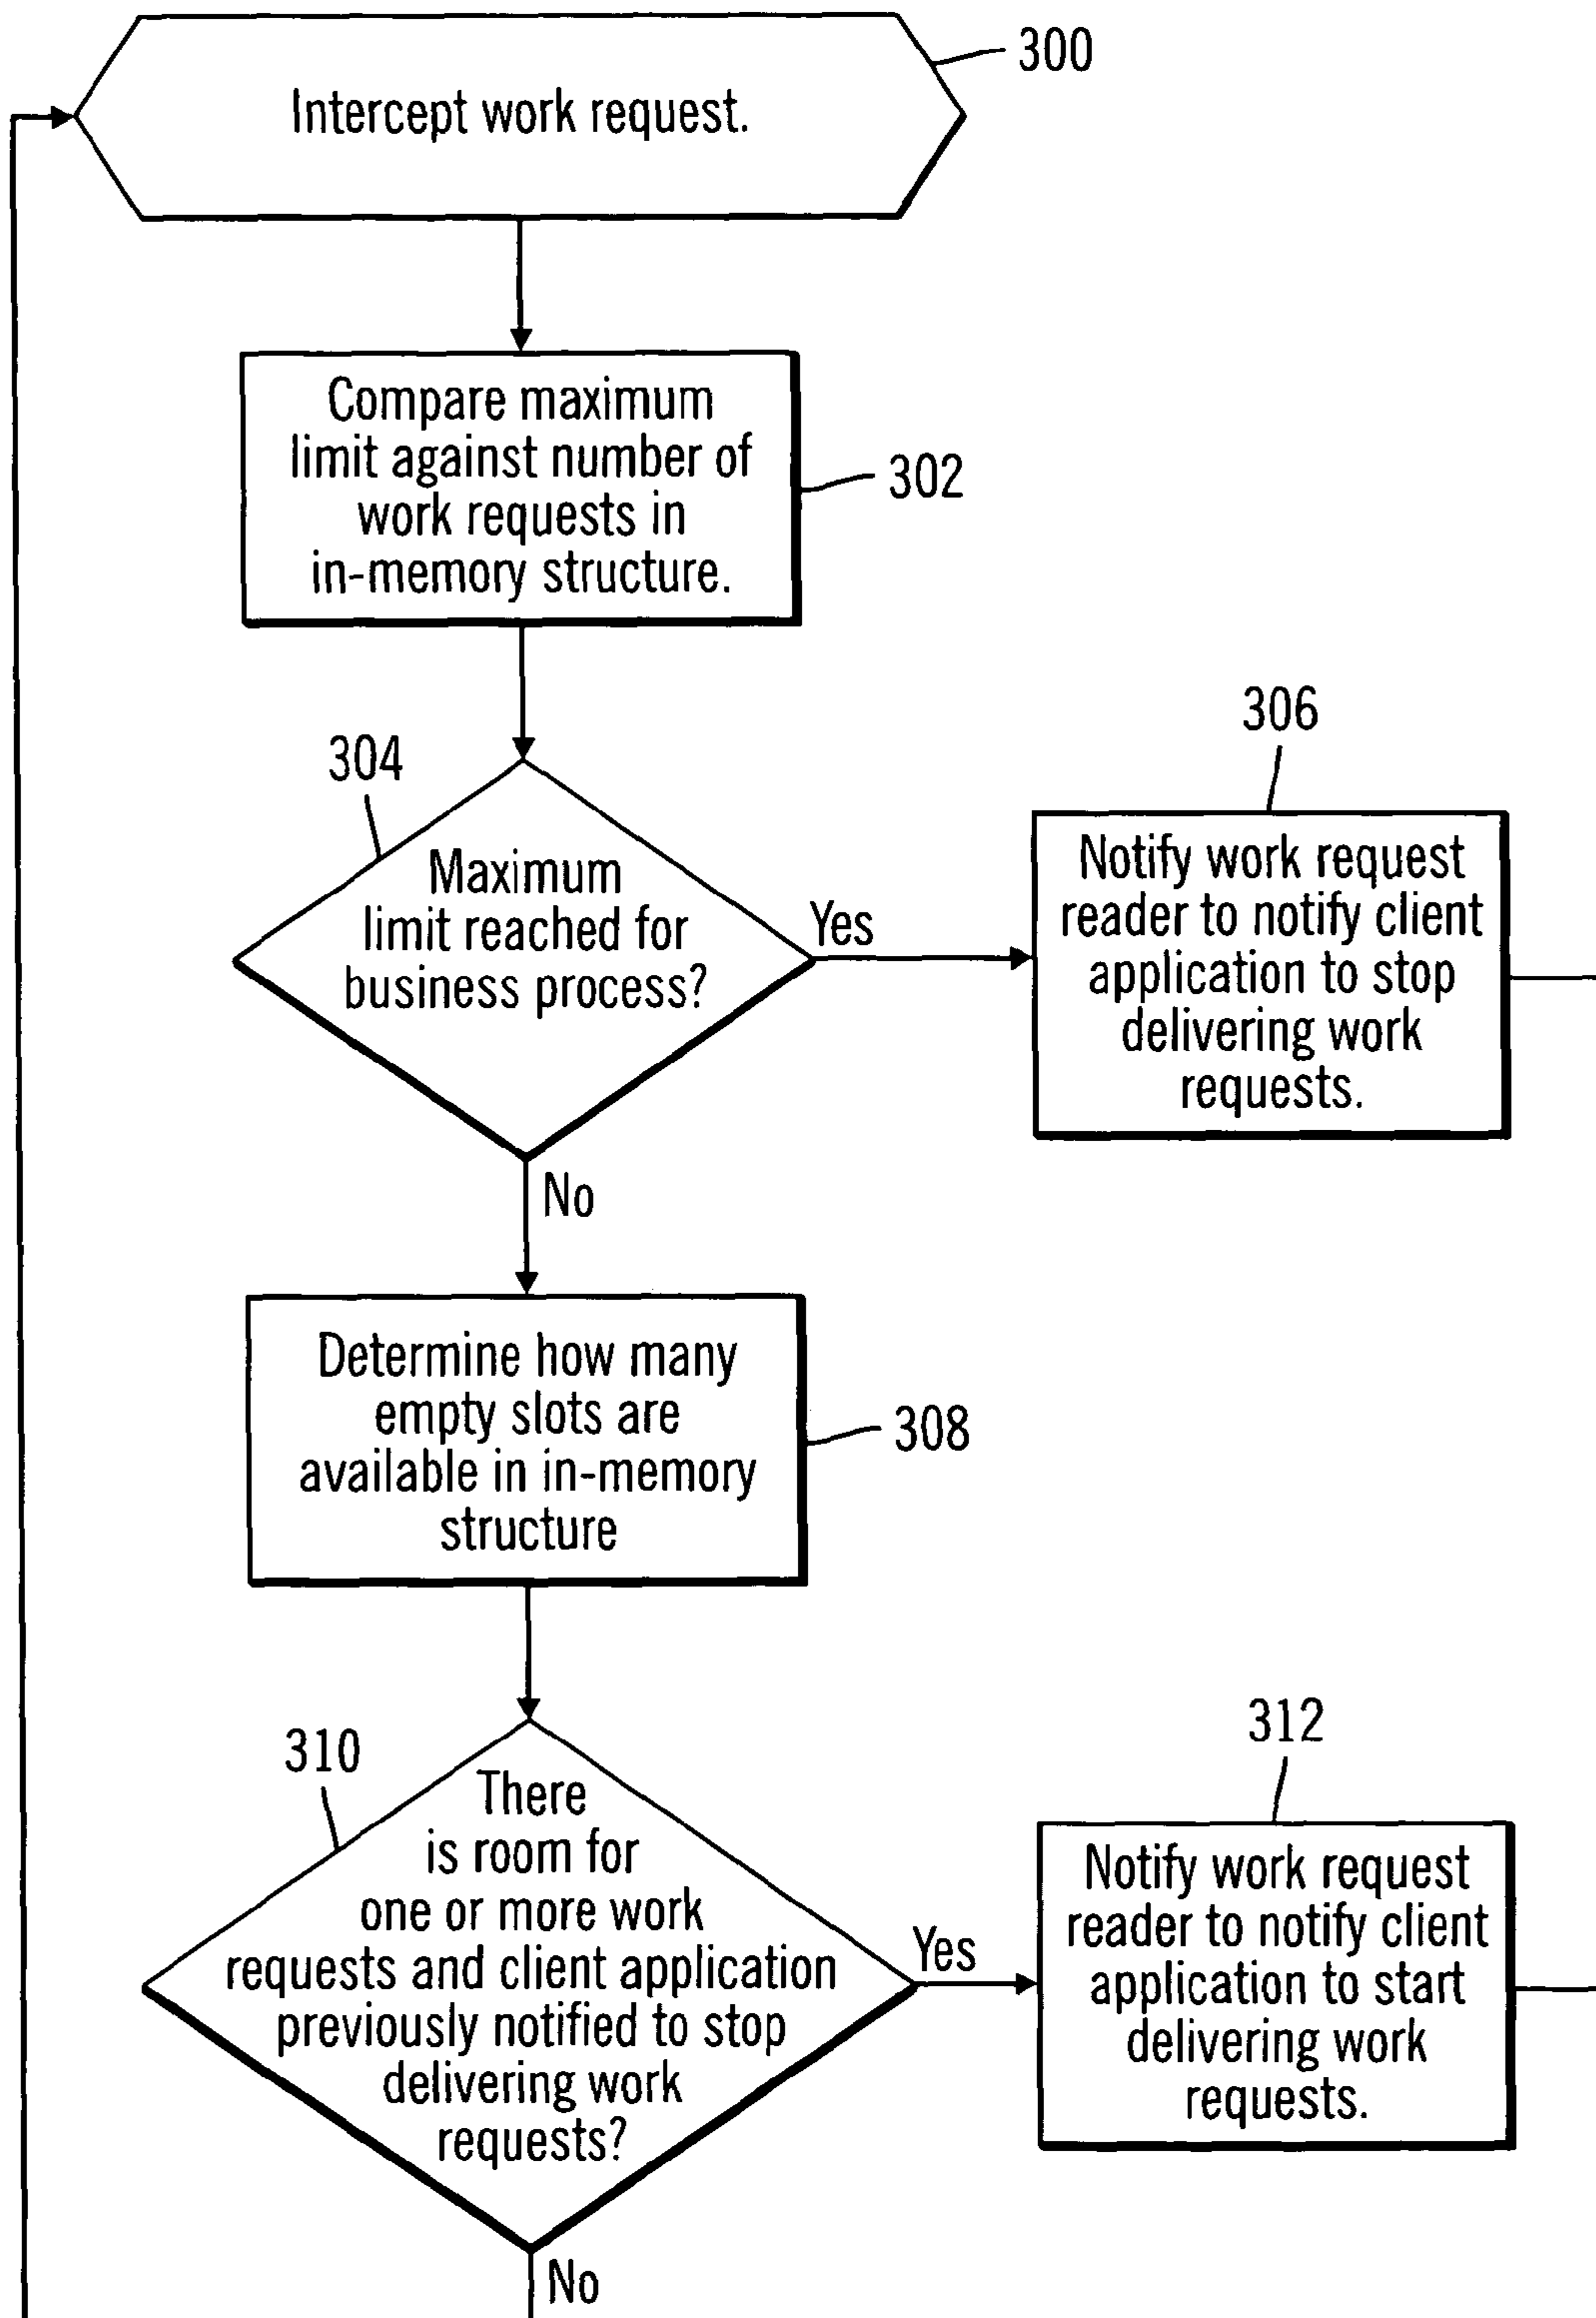 300
Intercept work request.
Compare maximum
limit against number of
work requests in
in-memory structure.
302
304
Maximum
limit reached for
business process?
Yes
306
Notify work request
reader to notify client
application to stop
delivering work
requests.
No
Determine how many
empty slots are
available in in-memory
structure
308
310
There
is room for
one or more work
requests and client application
previously notified to stop
delivering work
requests?
Yes
312
Notify work request
reader to notify client
application to start
delivering work
requests.
No